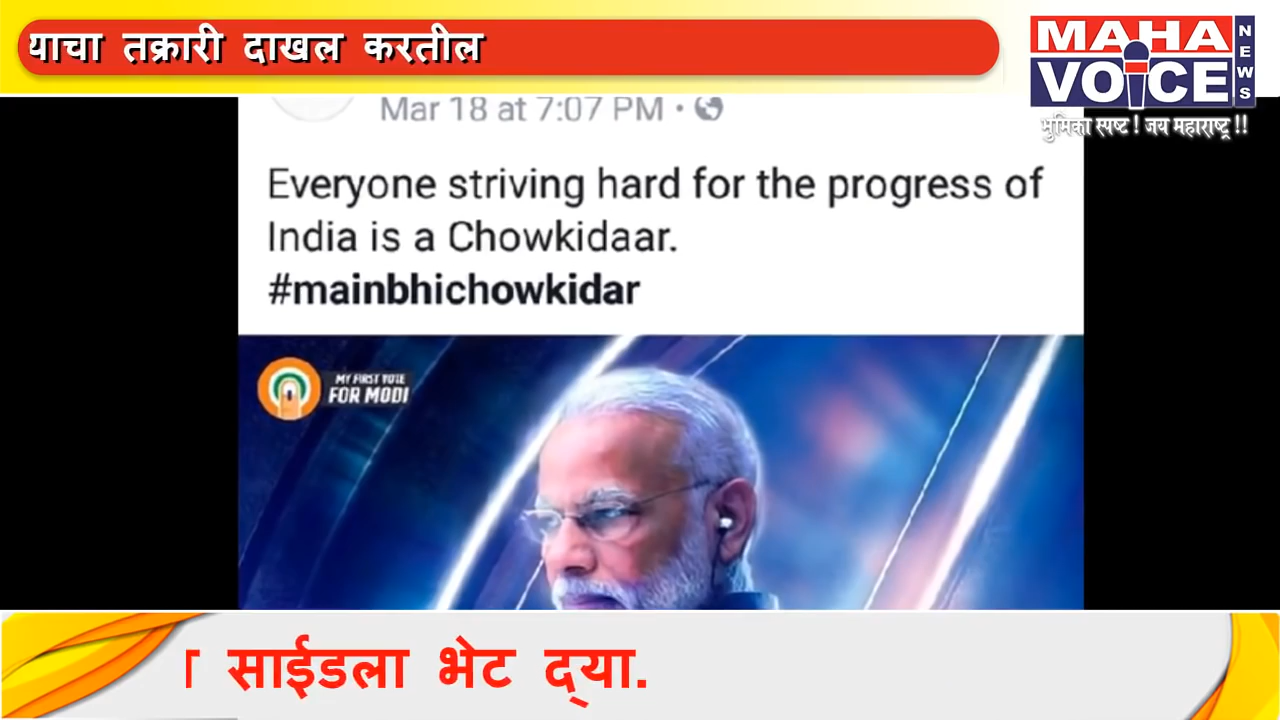 याचा तक्रारी दाखल करतील
MAHA
VOICE
NEWS
भुमिका स्पष्ट ! जय महाराष्ट्र !!
Mar 18 at 7:07 PM •
Everyone striving hard for the progress of
India is a Chowkidaar.
#mainbhichowkidar
MY FIRST VOTE
FOR MODI
साईडला भेट द्या.